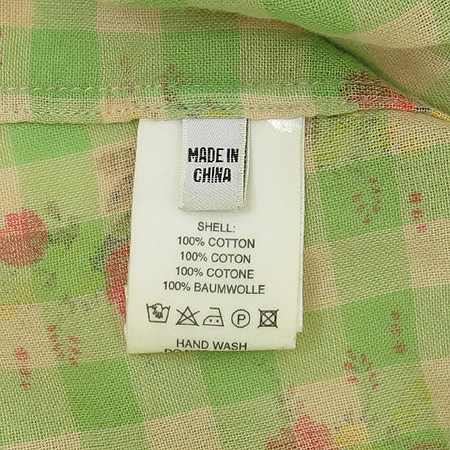 MADE IN
CHINA
SHELL:
100% COTTON
100% COTON
100% COTONE
100% BAUMWOLLE
P
HAND WASH